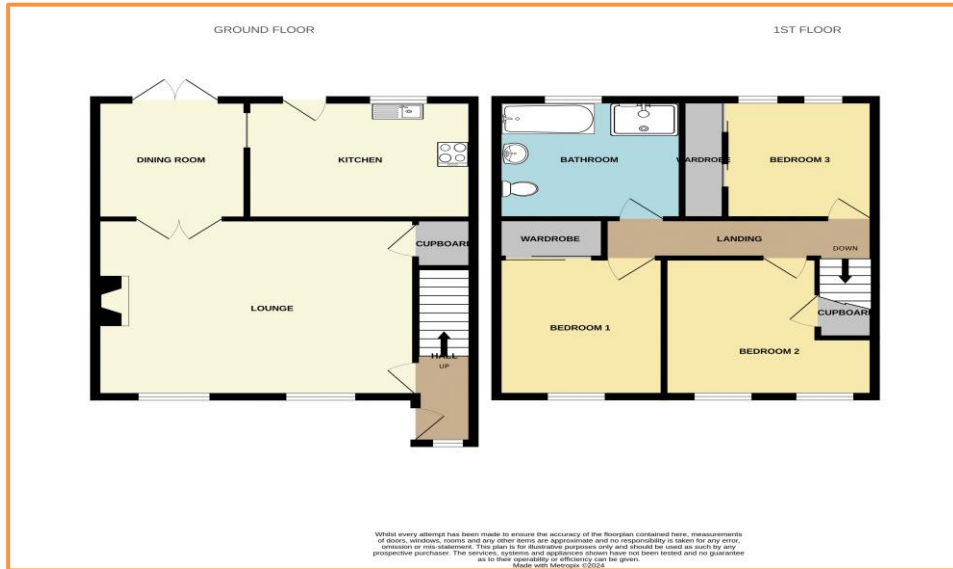 GROUND FLOOR
1ST FLOOR
DINING ROOM
KITCHEN
CUPBOARD
LOUNGE
HALL
UP
BATHROOM
WARDROBE
BEDROOM 3
WARDROBE
LANDING
DOWN
BEDROOM 1
CUPBOARD
BEDROOM 2
Whilst every attempt has been made to ensure the accuracy of the floorplan contained here, measurements
of doors, windows, rooms and any other items are approximate and no responsibility is taken for any error,
omission or mis-statement. This plan is for illustrative purposes only and should be used as such by any
prospective purchaser. The services, systems and appliances shown have not been tested and no guarantee
as to their operability or efficiency can be given.
Made with Metropix ©2024